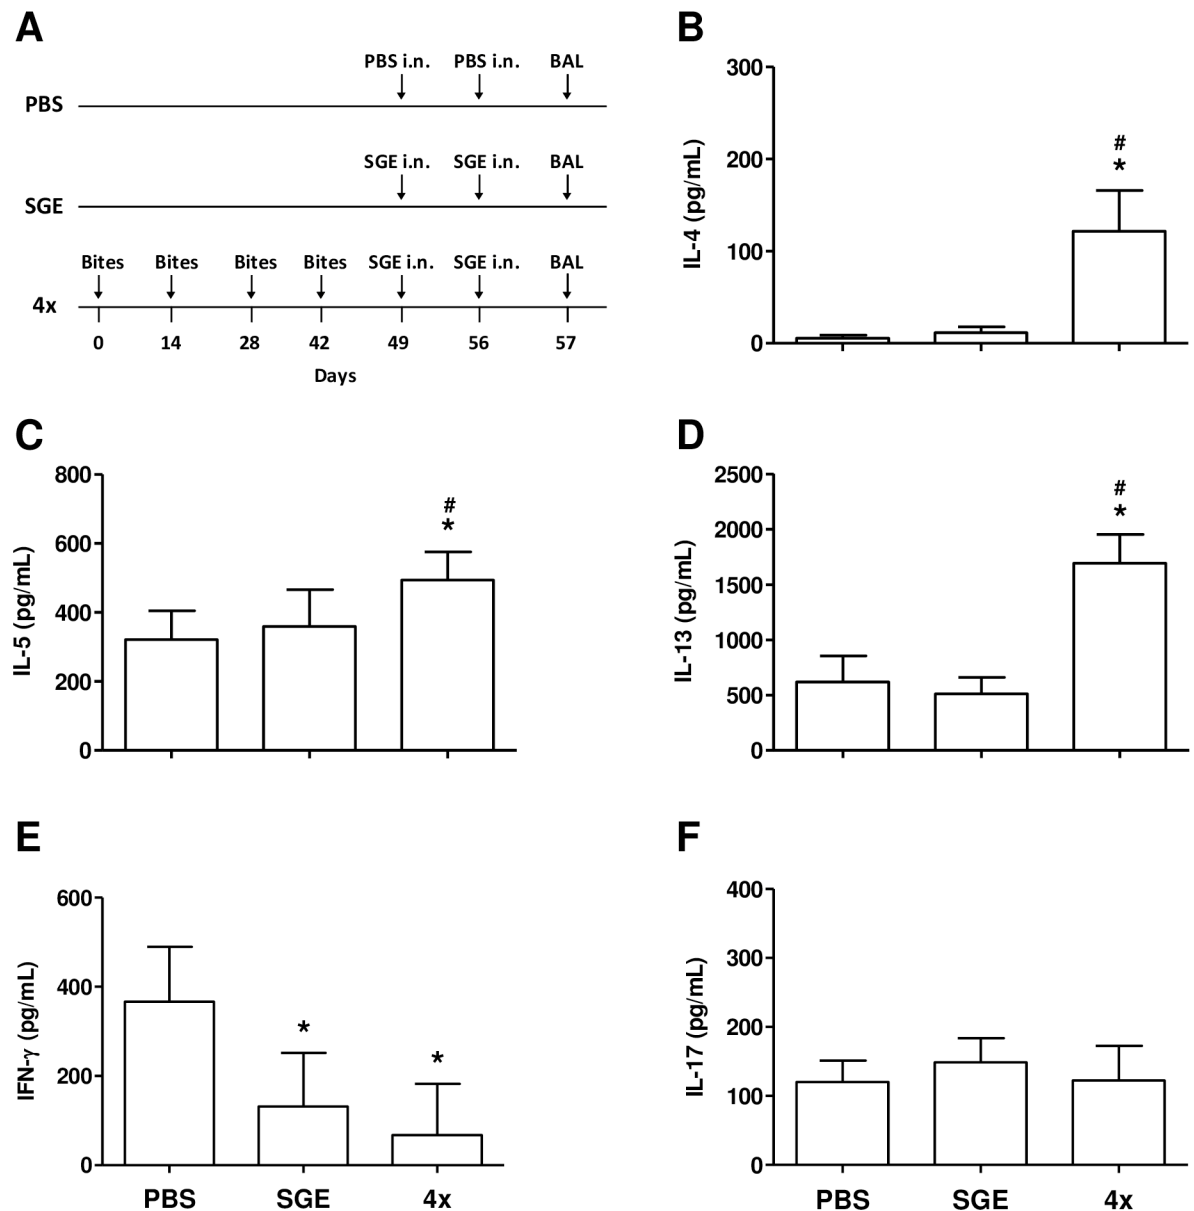 A
PBS i.n. PBS i.n. BAL
PBS
SGE i.n. SGE i.n. BAL
SGE
Bites Bites Bites Bites SGE i.n. SGE i.n. BAL
4x
0 14 28 42 49 56 57
Days
B
300
200
100
0
IL-4 (pg/mL)
#
*
C
800
600
400
200
0
IL-5 (pg/mL)
#
*
D
2500
2000
1500
1000
500
0
IL-13 (pg/mL)
#
*
E
600
400
200
0
IFN-γ (pg/mL)
*
*
PBS SGE 4x
F
400
300
200
100
0
IL-17 (pg/mL)
PBS SGE 4x